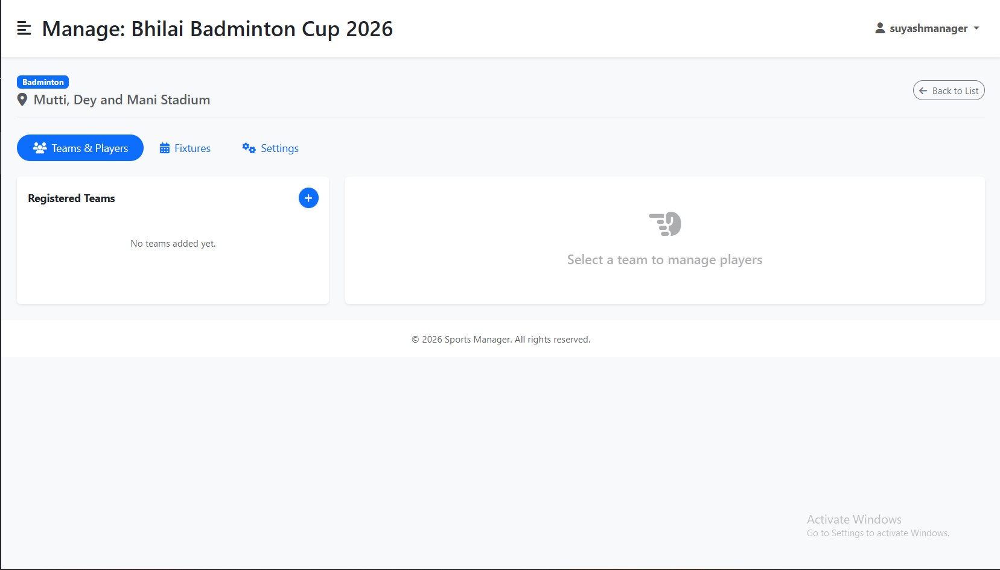 Manage: Bhilai Badminton Cup 2026
suyashmanager
Badminton
Mutti, Dey and Mani Stadium
Back to List
Teams & Players
Fixtures
Settings
Registered Teams
No teams added yet.
Select a team to manage players
© 2026 Sports Manager. All rights reserved.
Activate Windows
Go to Settings to activate Windows.